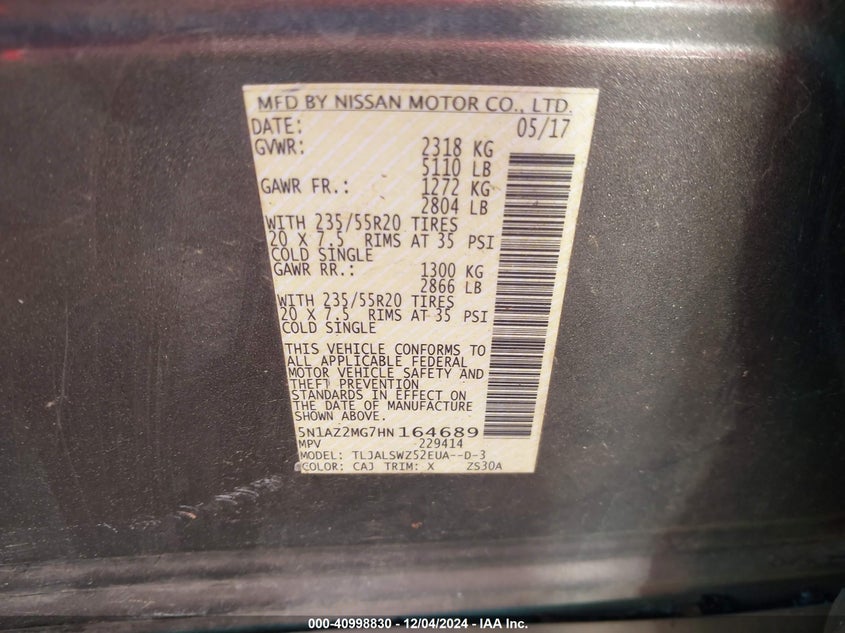 MFD BY NISSAN MOTOR CO., LTD.
DATE: 05/17
GVWR: 2318 KG
5110 LB
GAWR FR.: 1272 KG
2804 LB
WITH 235/55R20 TIRES
20 X 7.5 RIMS AT 35 PSI
COLD SINGLE
GAWR RR.: 1300 KG
2866 LB
WITH 235/55R20 TIRES
20 X 7.5 RIMS AT 35 PSI
COLD SINGLE
THIS VEHICLE CONFORMS TO
ALL APPLICABLE FEDERAL
MOTOR VEHICLE SAFETY AND
THEFT PREVENTION
STANDARDS IN EFFECT ON
THE DATE OF MANUFACTURE
SHOWN ABOVE.
5N1AZ2MG7HN164689
MPV 229414
MODEL: TLJALSWZ52EUA--D-3
COLOR: CAJ TRIM: X ZS30A
000-40998830 - 12/04/2024 - IAA Inc.